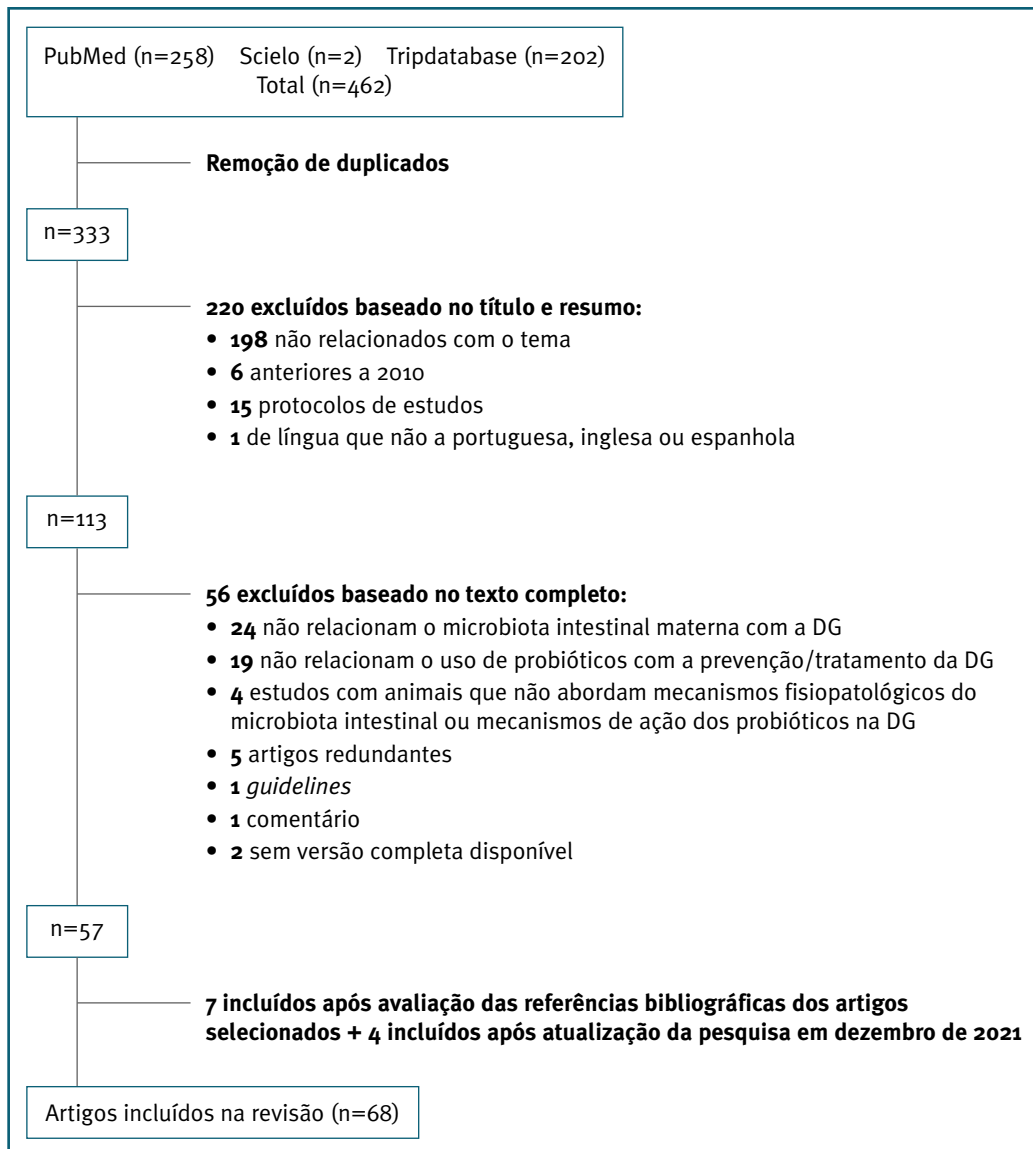 PubMed (n=258) Scielo (n=2) Tripdatabase (n=202)
Total (n=462)
Remoção de duplicados
n=333
220 excluídos baseado no título e resumo:
• 198 não relacionados com o tema
• 6 anteriores a 2010
• 15 protocolos de estudos
• 1 de língua que não a portuguesa, inglesa ou espanhola
n=113
56 excluídos baseado no texto completo:
• 24 não relacionam o microbiota intestinal materna com a DG
• 19 não relacionam o uso de probióticos com a prevenção/tratamento da DG
• 4 estudos com animais que não abordam mecanismos fisiopatológicos do
microbiota intestinal ou mecanismos de ação dos probióticos na DG
• 5 artigos redundantes
• 1 guidelines
• 1 comentário
• 2 sem versão completa disponível
n=57
7 incluídos após avaliação das referências bibliográficas dos artigos
selecionados + 4 incluídos após atualização da pesquisa em dezembro de 2021
Artigos incluídos na revisão (n=68)